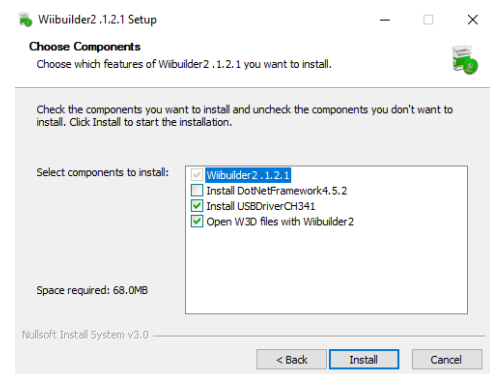 Wiibuilder2 .1.2.1 Setup
Choose Components
Choose which features of Wiibuilder2 .1.2.1 you want to install.
Check the components you want to install and uncheck the components you don't want to
install. Click Install to start the installation.
Select components to install:
Wiibuilder2 .1.2.1
Install DotNetFramework4.5.2
Install USBDriverCH341
Open W3D files with Wiibuilder2
Space required: 68.0MB
Nullsoft Install System v3.0
< Back
Install
Cancel